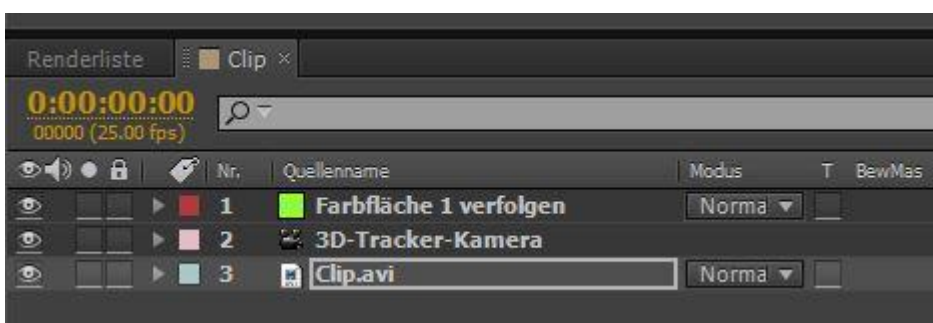 Renderliste Clip ×
0:00:00:00
00000 (25.00 fps)
Nr. Quellenname Modus T BewMas
1 Farbfläche 1 verfolgen Norma
2 3D-Tracker-Kamera
3 Clip.avi Norma